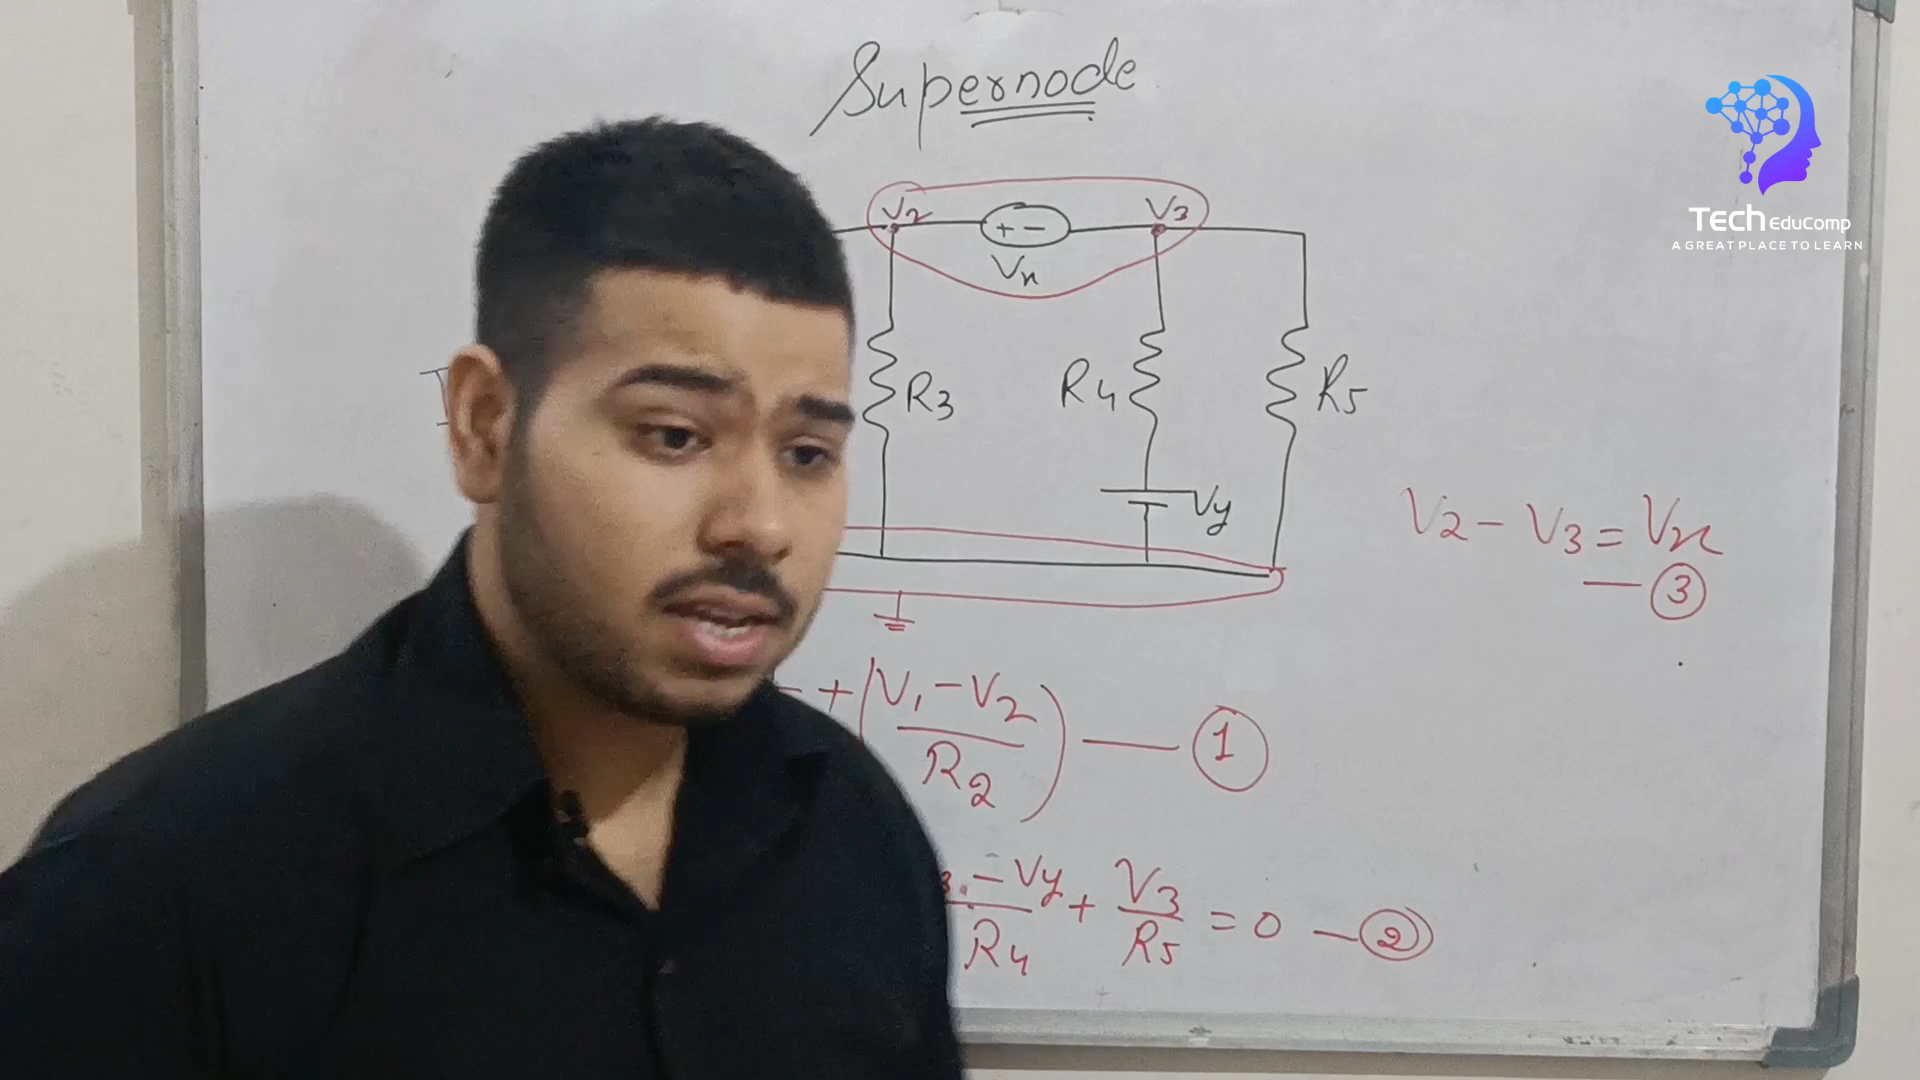 Supernode
Tech EduComp
A GREAT PLACE TO LEARN
V2 + - V3
Vx
R3 R4 R5
Vy
V2 - V3 = Vx
— 3
+ (V1 - V2 / R2) — 1
- Vy / R4 + V3 / R5 = 0 — 2